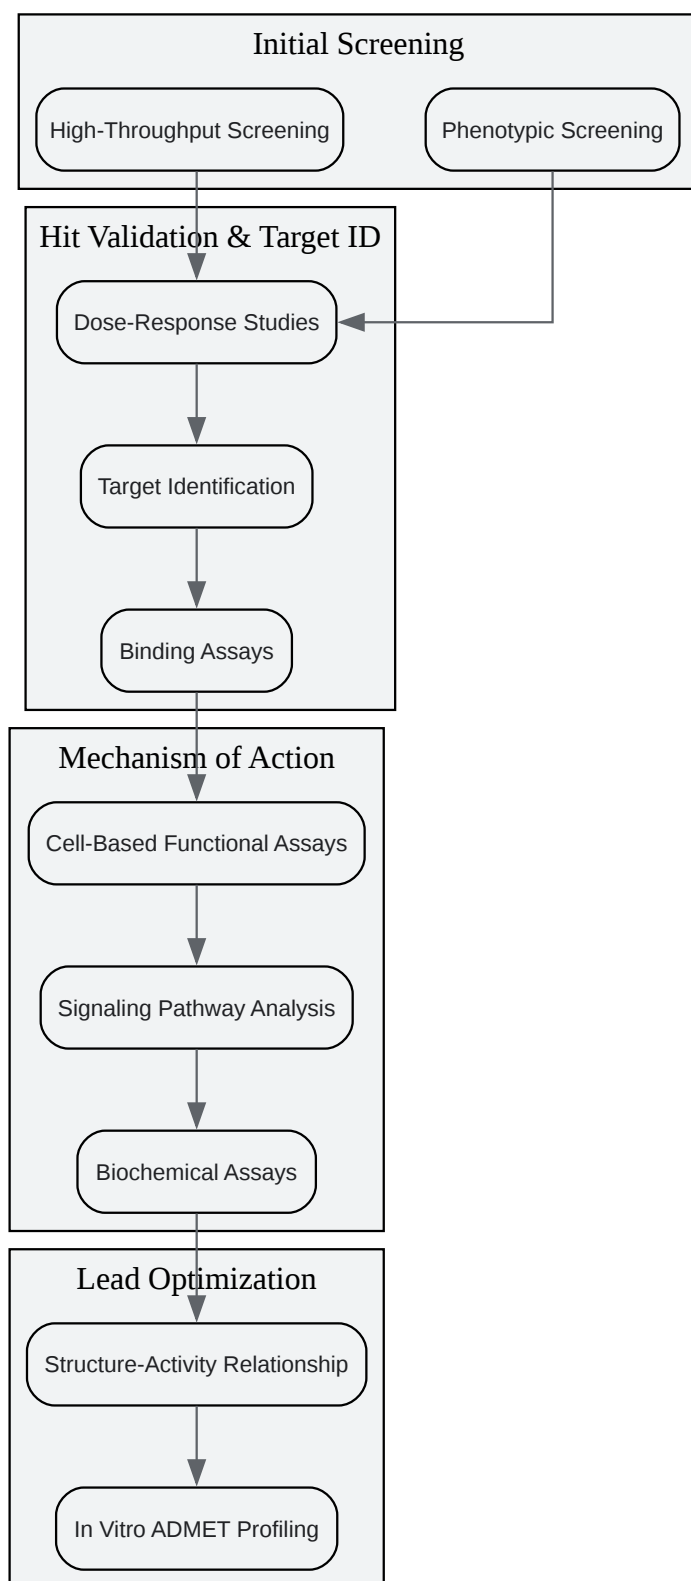 Initial Screening
High-Throughput Screening
Phenotypic Screening
Hit Validation & Target ID
Dose-Response Studies
Target Identification
Binding Assays
Mechanism of Action
Cell-Based Functional Assays
Signaling Pathway Analysis
Biochemical Assays
Lead Optimization
Structure-Activity Relationship
In Vitro ADMET Profiling